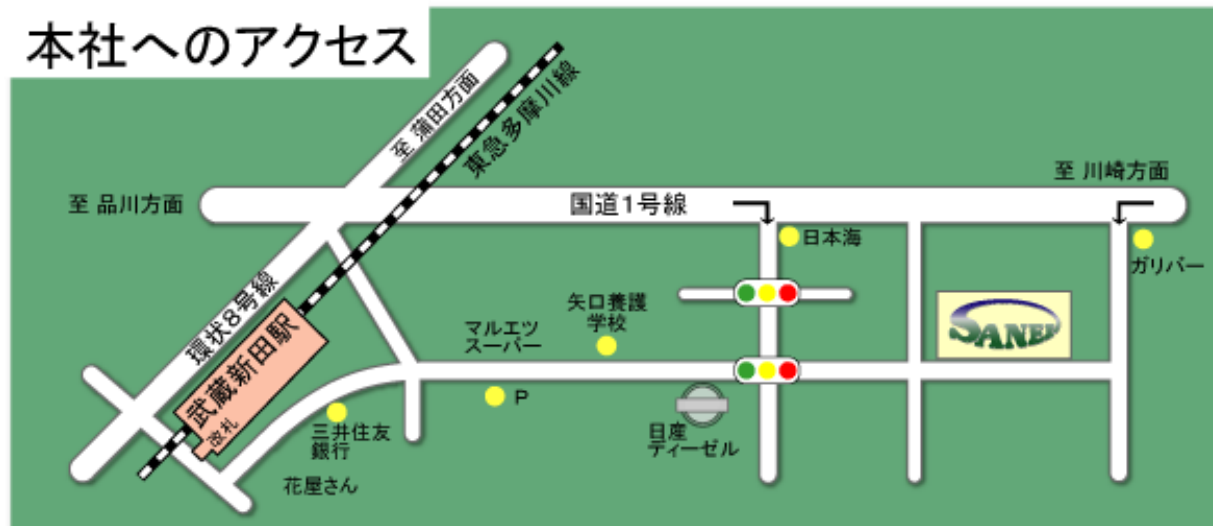 本社へのアクセス
至 蒲田方面
東急多摩川線
至 品川方面
国道1号線
至 川崎方面
日本海
ガリバー
環状8号線
武蔵新田駅
改札
矢口養護
学校
マルエツ
スーパー
SANEI
P
三井住友
銀行
花屋さん
日産
ディーゼル